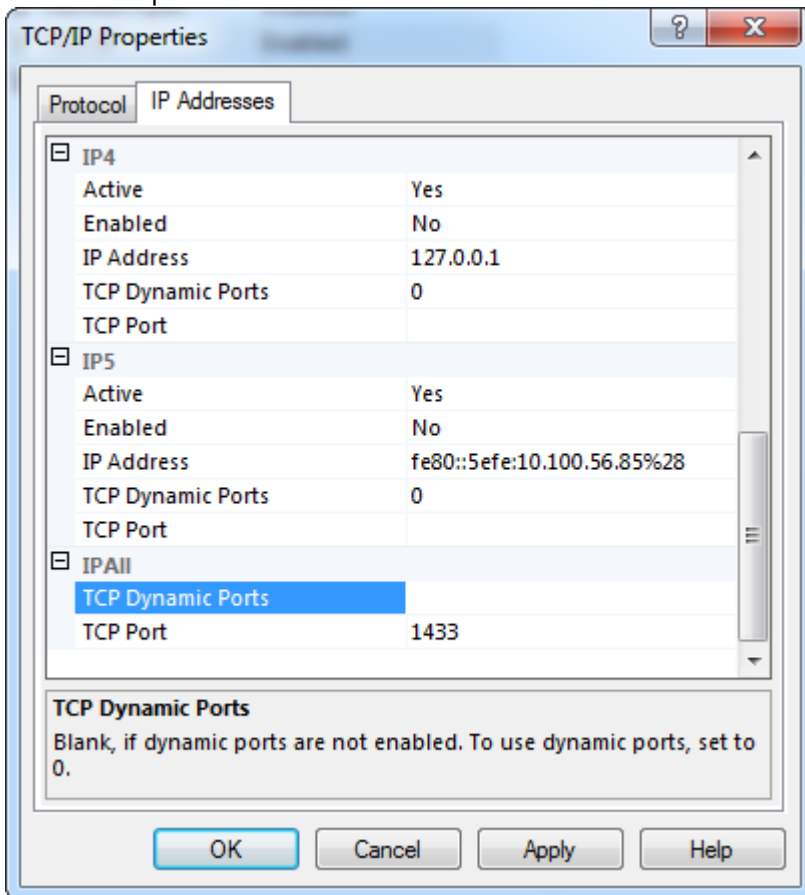 TCP/IP Properties
Protocol IP Addresses
IP4
Active Yes
Enabled No
IP Address 127.0.0.1
TCP Dynamic Ports 0
TCP Port
IP5
Active Yes
Enabled No
IP Address fe80::5efe:10.100.56.85%28
TCP Dynamic Ports 0
TCP Port
IPAll
TCP Dynamic Ports
TCP Port 1433
TCP Dynamic Ports
Blank, if dynamic ports are not enabled. To use dynamic ports, set to
0.
OK Cancel Apply Help